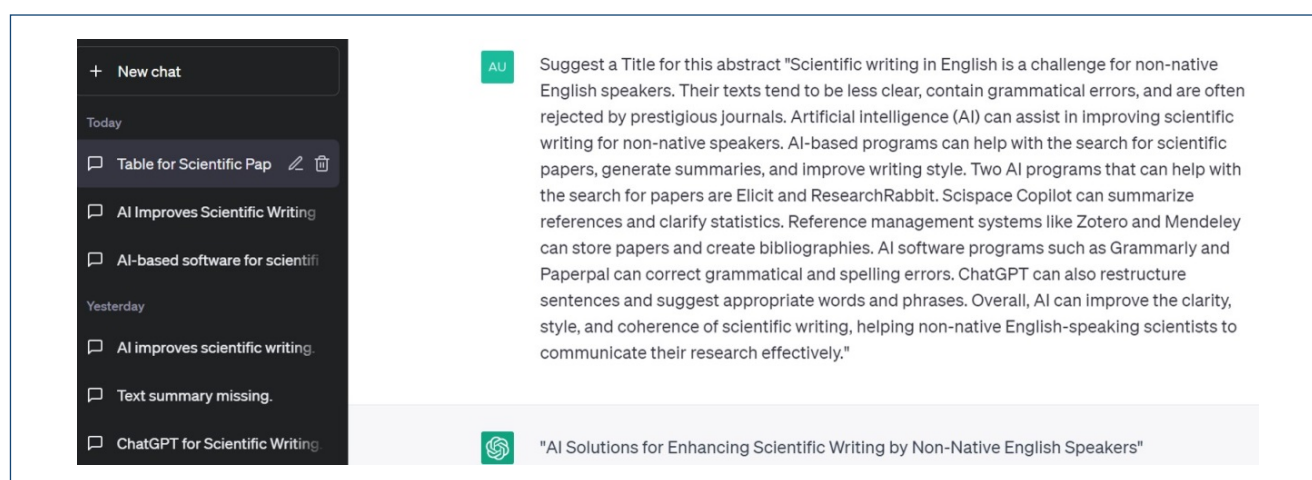 + New chat
Today
Table for Scientific Pap
AI Improves Scientific Writing
AI-based software for scientifi
Yesterday
AI improves scientific writing.
Text summary missing.
ChatGPT for Scientific Writing.
AU
Suggest a Title for this abstract "Scientific writing in English is a challenge for non-native
English speakers. Their texts tend to be less clear, contain grammatical errors, and are often
rejected by prestigious journals. Artificial intelligence (AI) can assist in improving scientific
writing for non-native speakers. AI-based programs can help with the search for scientific
papers, generate summaries, and improve writing style. Two AI programs that can help with
the search for papers are Elicit and ResearchRabbit. Scispace Copilot can summarize
references and clarify statistics. Reference management systems like Zotero and Mendeley
can store papers and create bibliographies. AI software programs such as Grammarly and
Paperpal can correct grammatical and spelling errors. ChatGPT can also restructure
sentences and suggest appropriate words and phrases. Overall, AI can improve the clarity,
style, and coherence of scientific writing, helping non-native English-speaking scientists to
communicate their research effectively."
"AI Solutions for Enhancing Scientific Writing by Non-Native English Speakers"